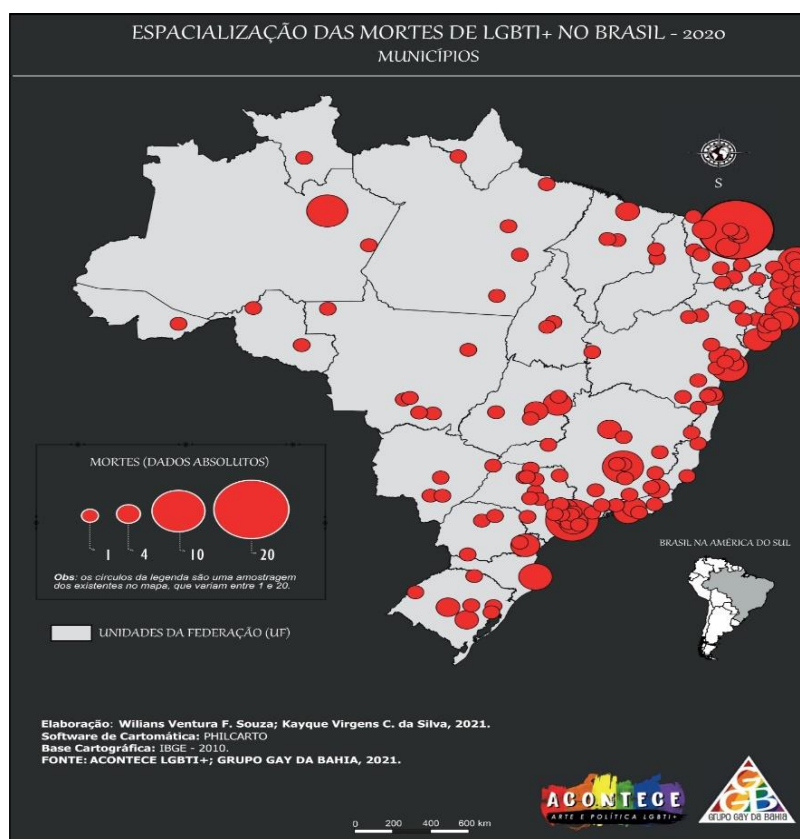 ESPACIALIZAÇÃO DAS MORTES DE LGBTI+ NO BRASIL - 2020
MUNICÍPIOS
S
MORTES (DADOS ABSOLUTOS)
1 4 10 20
Obs: os círculos da legenda são uma amostragem
dos existentes no mapa, que variam entre 1 e 20.
UNIDADES DA FEDERAÇÃO (UF)
BRASIL NA AMÉRICA DO SUL
Elaboração: Wilians Ventura F. Souza; Kayque Virgens C. da Silva, 2021.
Software de Cartomática: PHILCARTO
Base Cartográfica: IBGE - 2010.
FONTE: ACONTECE LGBTI+; GRUPO GAY DA BAHIA, 2021.
0 200 400 600 km
ACONTECE
ARTE E POLÍTICA LGBTI+
GGB
GRUPO GAY DA BAHIA